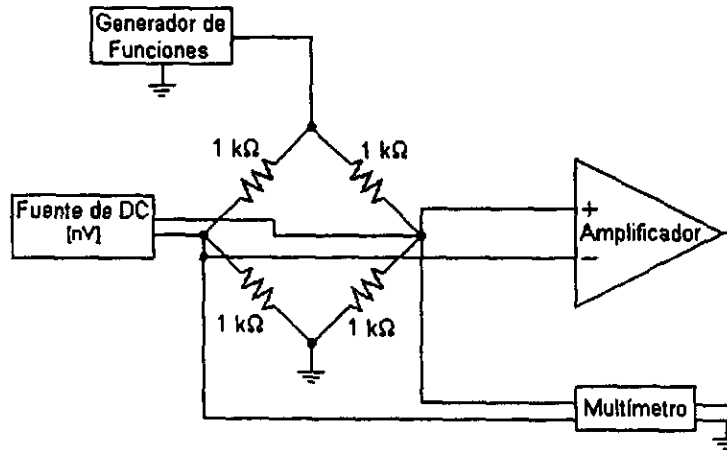 Generador de
Funciones
1 kΩ
1 kΩ
Fuente de DC
[nV]
+
Amplificador
−
1 kΩ
1 kΩ
Multímetro